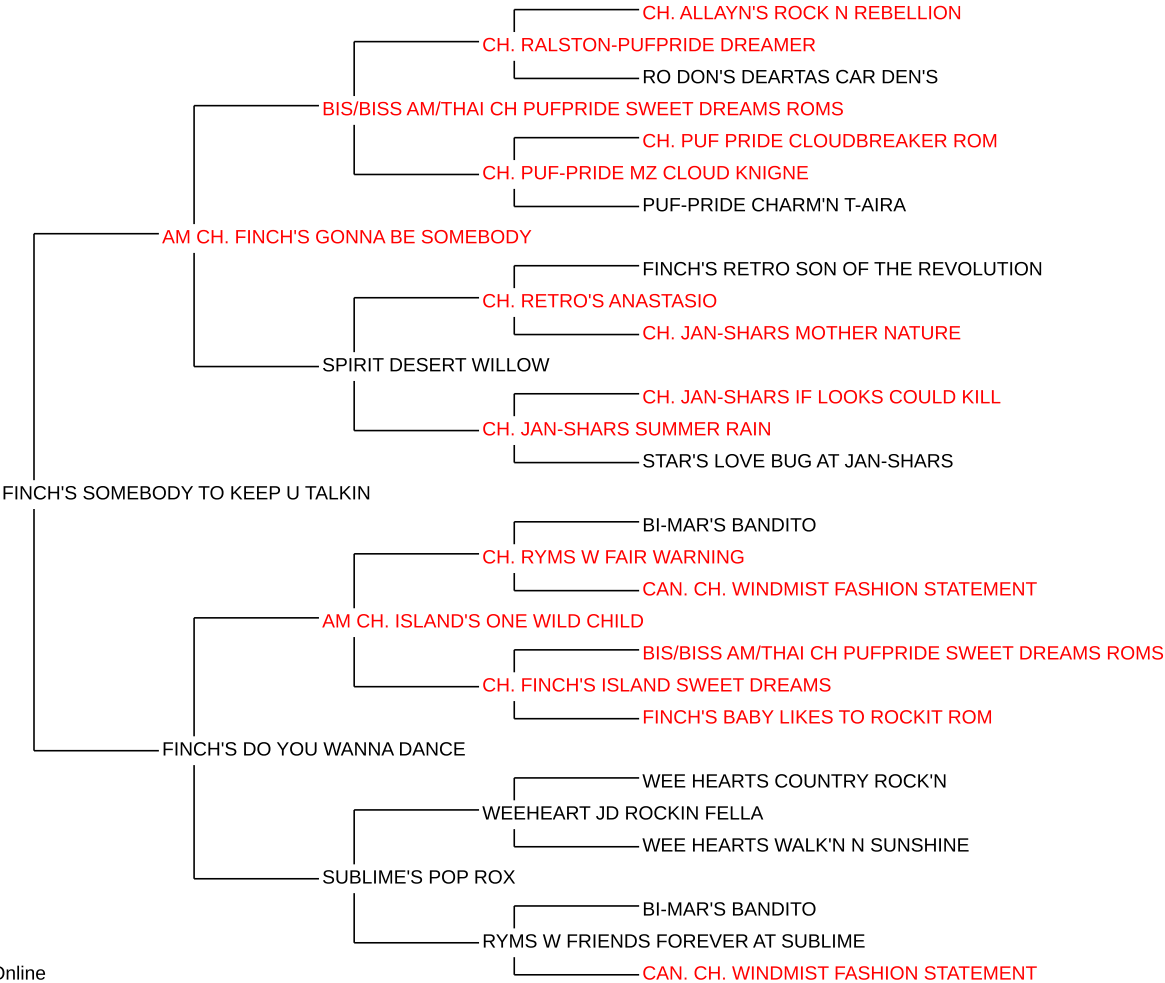 CH. ALLAYN'S ROCK N REBELLION
CH. RALSTON-PUFPRIDE DREAMER
RO DON'S DEARTAS CAR DEN'S
BIS/BISS AM/THAI CH PUFPRIDE SWEET DREAMS ROMS
CH. PUF PRIDE CLOUDBREAKER ROM
CH. PUF-PRIDE MZ CLOUD KNIGNE
PUF-PRIDE CHARM'N T-AIRA
AM CH. FINCH'S GONNA BE SOMEBODY
FINCH'S RETRO SON OF THE REVOLUTION
CH. RETRO'S ANASTASIO
CH. JAN-SHARS MOTHER NATURE
SPIRIT DESERT WILLOW
CH. JAN-SHARS IF LOOKS COULD KILL
CH. JAN-SHARS SUMMER RAIN
STAR'S LOVE BUG AT JAN-SHARS
FINCH'S SOMEBODY TO KEEP U TALKIN
BI-MAR'S BANDITO
CH. RYMS W FAIR WARNING
CAN. CH. WINDMIST FASHION STATEMENT
AM CH. ISLAND'S ONE WILD CHILD
BIS/BISS AM/THAI CH PUFPRIDE SWEET DREAMS ROMS
CH. FINCH'S ISLAND SWEET DREAMS
FINCH'S BABY LIKES TO ROCKIT ROM
FINCH'S DO YOU WANNA DANCE
WEE HEARTS COUNTRY ROCK'N
WEEHEART JD ROCKIN FELLA
WEE HEARTS WALK'N N SUNSHINE
SUBLIME'S POP ROX
BI-MAR'S BANDITO
RYMS W FRIENDS FOREVER AT SUBLIME
CAN. CH. WINDMIST FASHION STATEMENT
Online